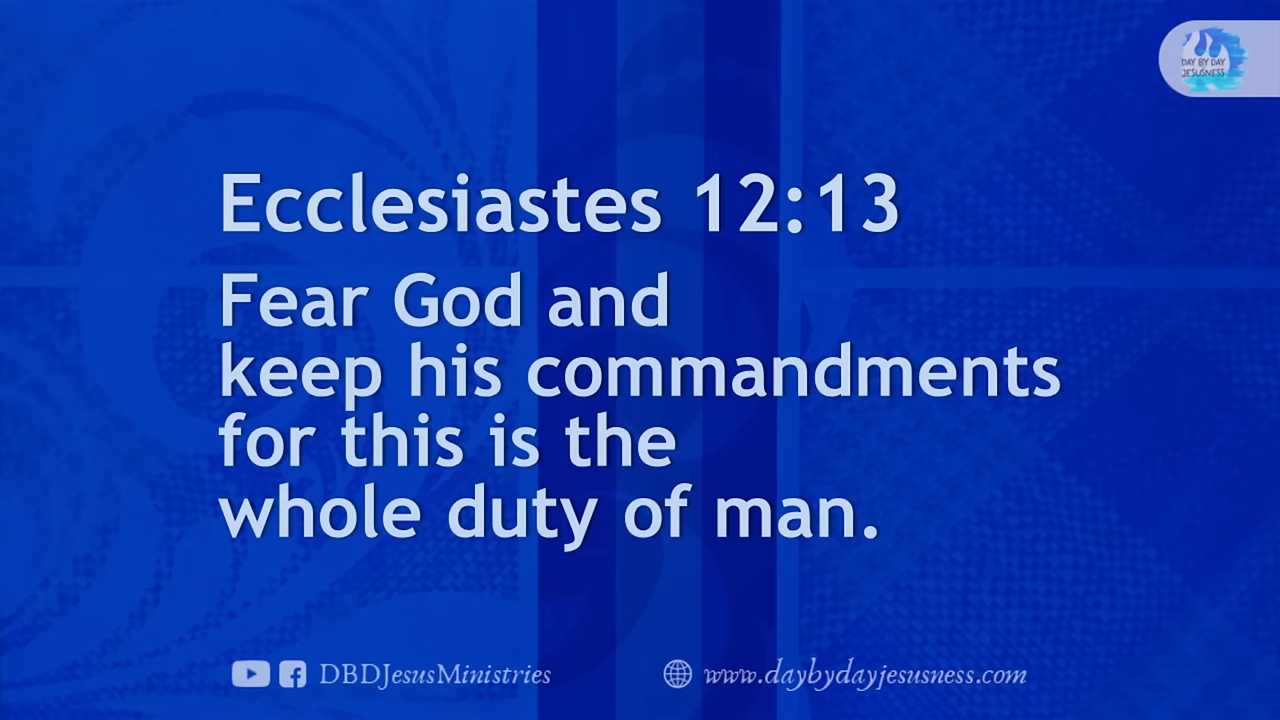 DAY BY DAY
JESUSNESS
Ecclesiastes 12:13
Fear God and
keep his commandments
for this is the
whole duty of man.
DBDJesusMinistries
www.daybydayjesusness.com